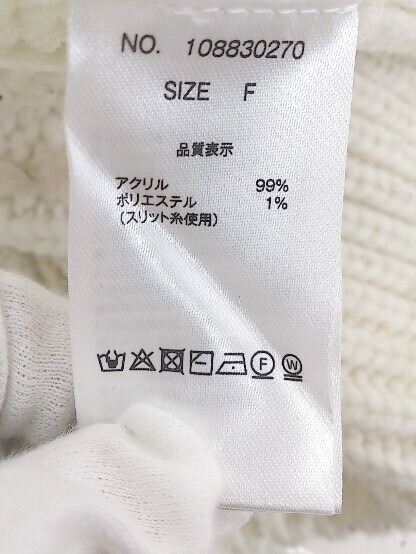 NO. 108830270
SIZE F
品質表示
アクリル 99%
ポリエステル 1%
(スリット糸使用)
F W